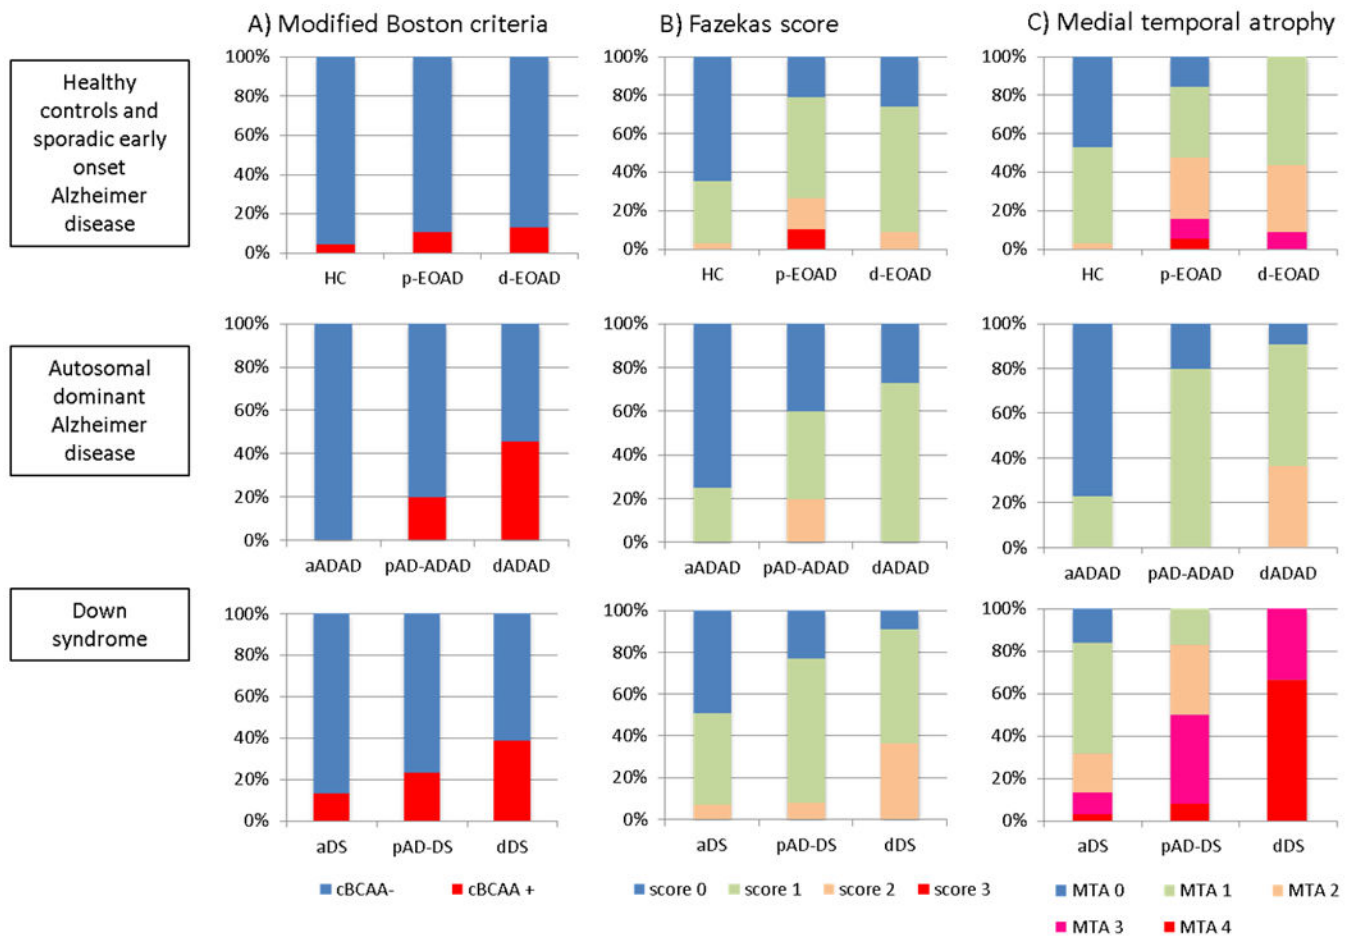 A) Modified Boston criteria
B) Fazekas score
C) Medial temporal atrophy
Healthy
controls and
sporadic early
onset
Alzheimer
disease
100%
80%
60%
40%
20%
0%
HC p-EOAD d-EOAD
100%
80%
60%
40%
20%
0%
HC p-EOAD d-EOAD
100%
80%
60%
40%
20%
0%
HC p-EOAD d-EOAD
Autosomal
dominant
Alzheimer
disease
100%
80%
60%
40%
20%
0%
aADAD pAD-ADAD dADAD
100%
80%
60%
40%
20%
0%
aADAD pAD-ADAD dADAD
100%
80%
60%
40%
20%
0%
aADAD pAD-ADAD dADAD
Down
syndrome
100%
80%
60%
40%
20%
0%
aDS pAD-DS dDS
100%
80%
60%
40%
20%
0%
aDS pAD-DS dDS
100%
80%
60%
40%
20%
0%
aDS pAD-DS dDS
cBCAA- cBCAA +
score 0 score 1 score 2 score 3
MTA 0 MTA 1 MTA 2
MTA 3 MTA 4